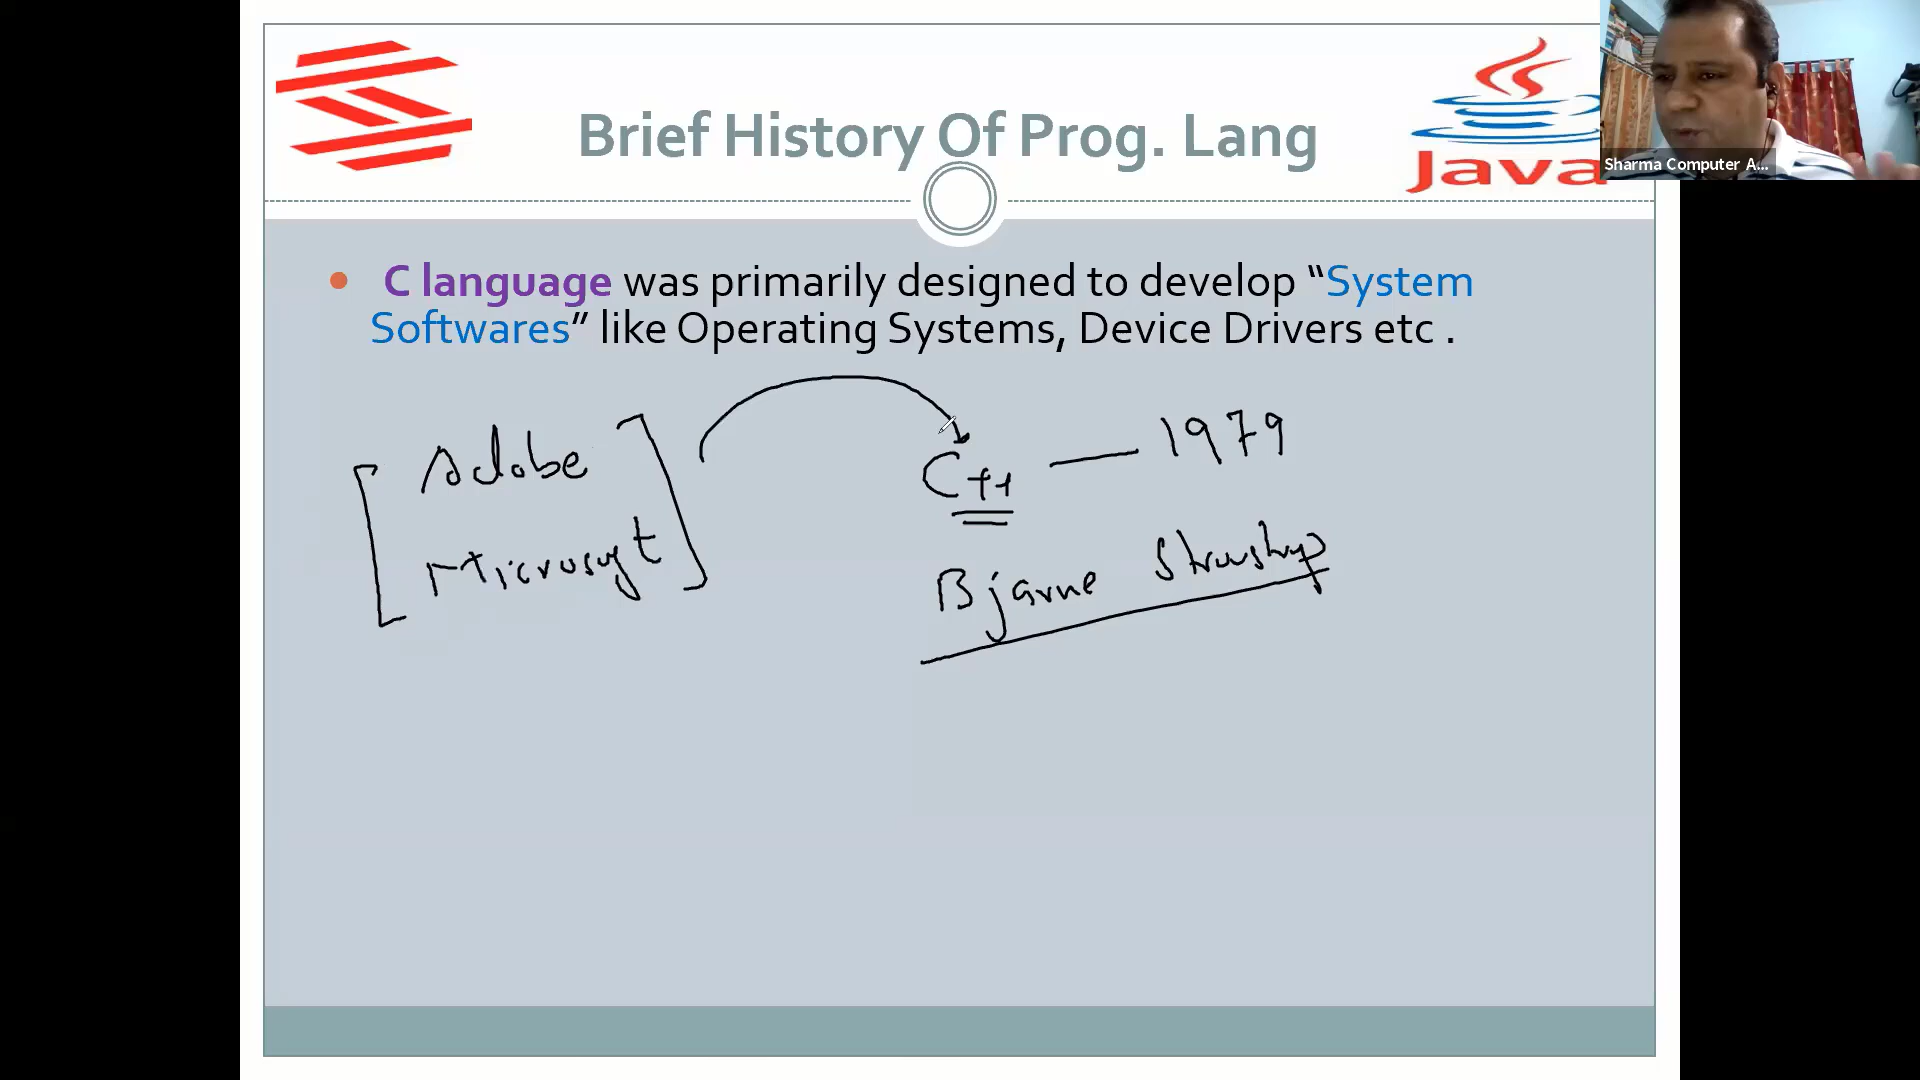 Brief History Of Prog. Lang
Java
Sharma Computer A...
C language was primarily designed to develop “System
Softwares” like Operating Systems, Device Drivers etc .
Adobe
Microsoft
C++ — 1979
Bjarne